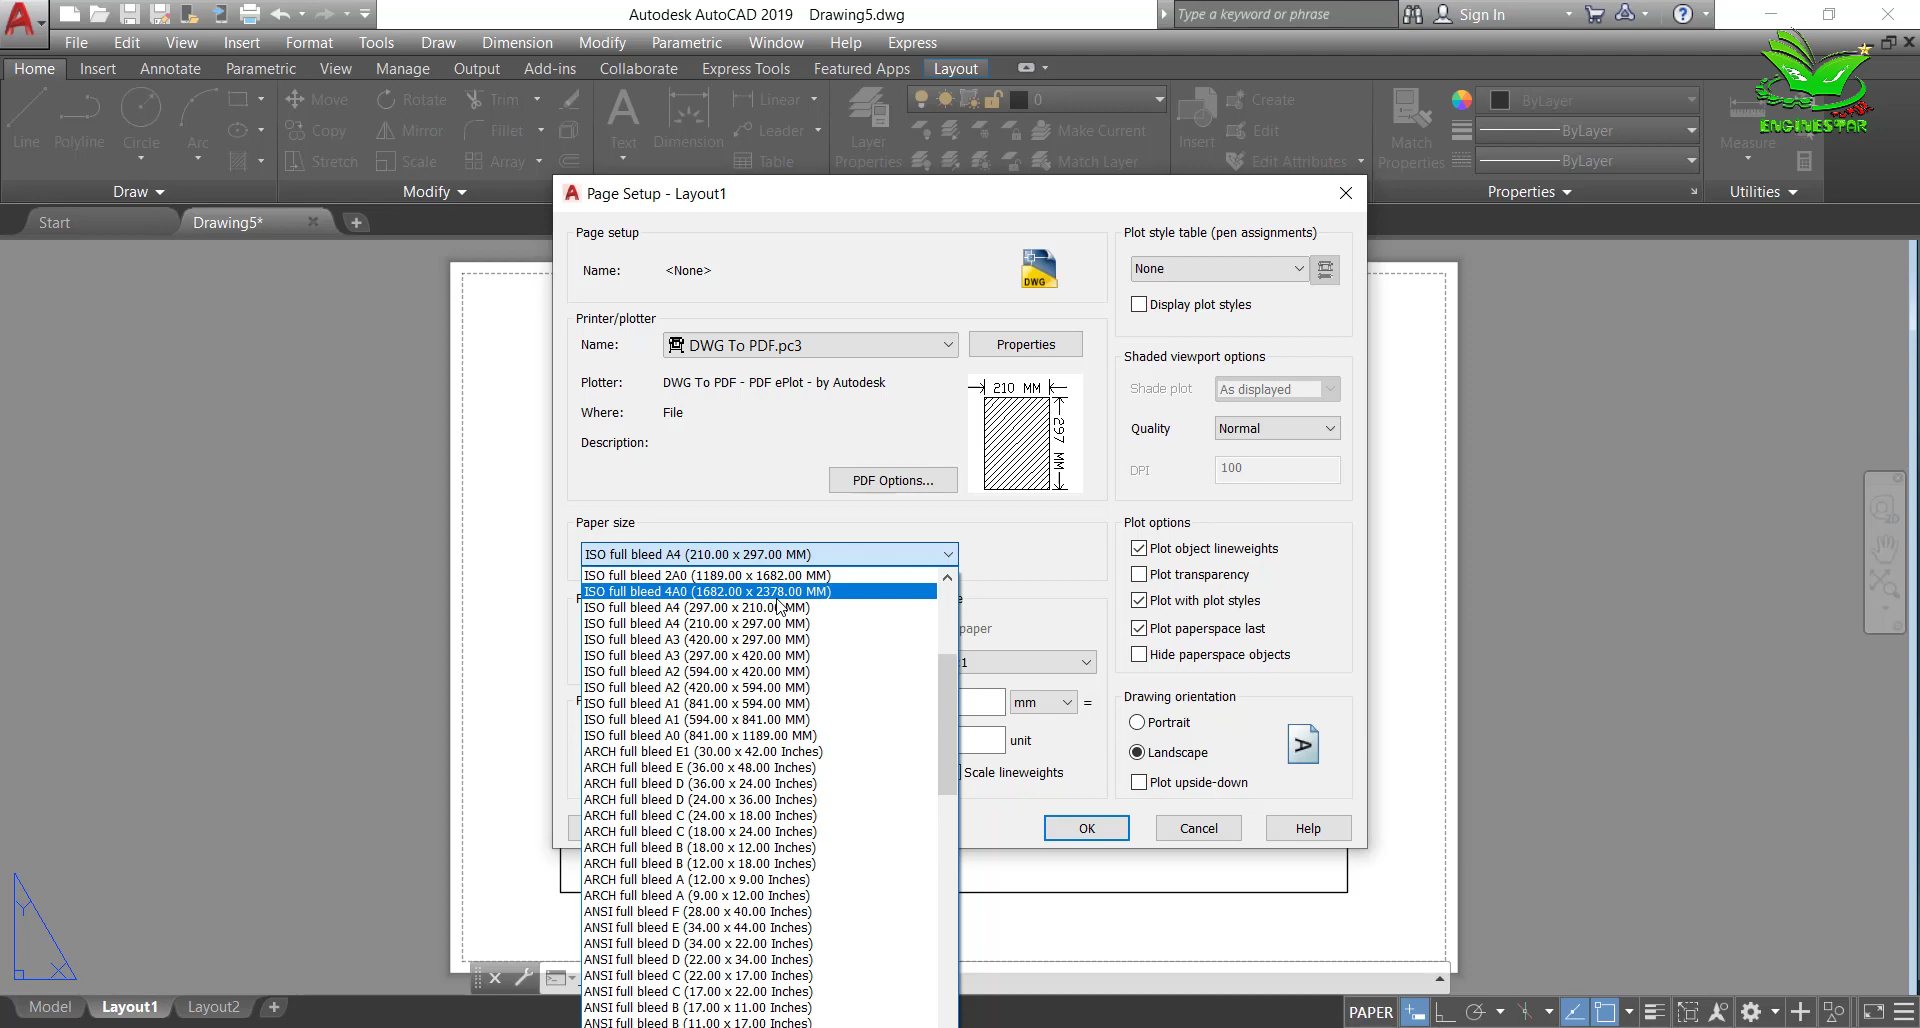 Autodesk AutoCAD 2019 Drawing5.dwg
Type a keyword or phrase
Sign In
File Edit View Insert Format Tools Draw Dimension Modify Parametric Window Help Express
Home Insert Annotate Parametric View Manage Output Add-ins Collaborate Express Tools Featured Apps Layout
ENGINESTAR
Line Polyline Circle Arc
Move Rotate Trim
Copy Mirror Fillet
Stretch Scale Array
Text Dimension
Linear
Leader
Table
Layer
Properties
0
Make Current
Match Layer
Insert
Create
Edit
Edit Attributes
Match
Properties
ByLayer
ByLayer
ByLayer
Measure
Draw Modify Properties Utilities
Start Drawing5*
Page Setup - Layout1
Page setup
Name: <None>
DWG
Printer/plotter
Name: DWG To PDF.pc3 Properties
Plotter: DWG To PDF - PDF ePlot - by Autodesk
Where: File
Description:
210 MM
297 MM
PDF Options...
Paper size
ISO full bleed A4 (210.00 x 297.00 MM)
ISO full bleed 2A0 (1189.00 x 1682.00 MM)
ISO full bleed 4A0 (1682.00 x 2378.00 MM)
ISO full bleed A4 (297.00 x 210.00 MM)
ISO full bleed A4 (210.00 x 297.00 MM)
ISO full bleed A3 (420.00 x 297.00 MM)
ISO full bleed A3 (297.00 x 420.00 MM)
ISO full bleed A2 (594.00 x 420.00 MM)
ISO full bleed A2 (420.00 x 594.00 MM)
ISO full bleed A1 (841.00 x 594.00 MM)
ISO full bleed A1 (594.00 x 841.00 MM)
ISO full bleed A0 (841.00 x 1189.00 MM)
ARCH full bleed E1 (30.00 x 42.00 Inches)
ARCH full bleed E (36.00 x 48.00 Inches)
ARCH full bleed D (36.00 x 24.00 Inches)
ARCH full bleed D (24.00 x 36.00 Inches)
ARCH full bleed C (24.00 x 18.00 Inches)
ARCH full bleed C (18.00 x 24.00 Inches)
ARCH full bleed B (18.00 x 12.00 Inches)
ARCH full bleed B (12.00 x 18.00 Inches)
ARCH full bleed A (12.00 x 9.00 Inches)
ARCH full bleed A (9.00 x 12.00 Inches)
ANSI full bleed F (28.00 x 40.00 Inches)
ANSI full bleed E (34.00 x 44.00 Inches)
ANSI full bleed D (34.00 x 22.00 Inches)
ANSI full bleed D (22.00 x 34.00 Inches)
ANSI full bleed C (22.00 x 17.00 Inches)
ANSI full bleed C (17.00 x 22.00 Inches)
ANSI full bleed B (17.00 x 11.00 Inches)
ANSI full bleed B (11.00 x 17.00 Inches)
e
paper
1
mm =
unit
Scale lineweights
OK Cancel Help
Plot style table (pen assignments)
None
Display plot styles
Shaded viewport options
Shade plot As displayed
Quality Normal
DPI 100
Plot options
Plot object lineweights
Plot transparency
Plot with plot styles
Plot paperspace last
Hide paperspace objects
Drawing orientation
Portrait
Landscape
A
Plot upside-down
Y
X
Model Layout1 Layout2
PAPER